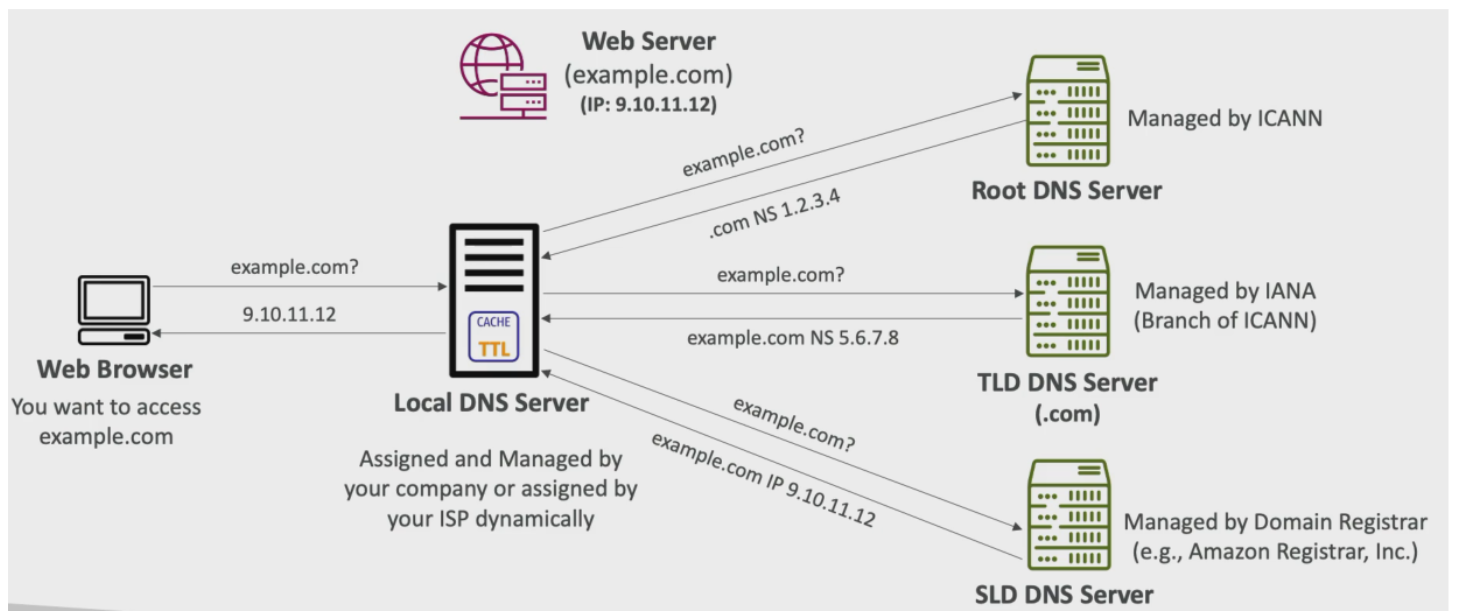 Web Server
(example.com)
(IP: 9.10.11.12)
Managed by ICANN
Root DNS Server
example.com?
.com NS 1.2.3.4
example.com?
9.10.11.12
Web Browser
You want to access
example.com
CACHE
TTL
Local DNS Server
Assigned and Managed by
your company or assigned by
your ISP dynamically
example.com?
example.com NS 5.6.7.8
Managed by IANA
(Branch of ICANN)
TLD DNS Server
(.com)
example.com?
example.com IP 9.10.11.12
Managed by Domain Registrar
(e.g., Amazon Registrar, Inc.)
SLD DNS Server